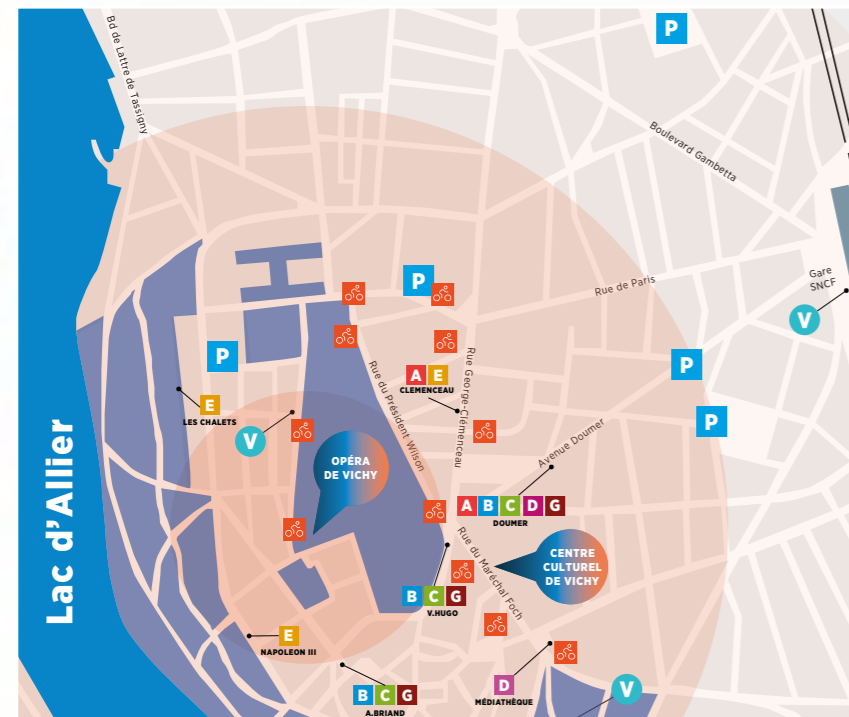 Bd de Lattre de Tassigny
P
Boulevard Gambetta
Gare
SNCF
V
Rue de Paris
P
P
P
P
A E
CLEMENCEAU
Rue George-Clémenceau
Rue du Président Wilson
E
LES CHALETS
V
OPÉRA
DE VICHY
Avenue Doumer
A B C D G
DOUMER
Lac d'Allier
Rue du Maréchal Foch
CENTRE
CULTUREL
DE VICHY
B C G
V.HUGO
E
NAPOLEON III
B C G
A.BRIAND
D
MÉDIATHÈQUE
V